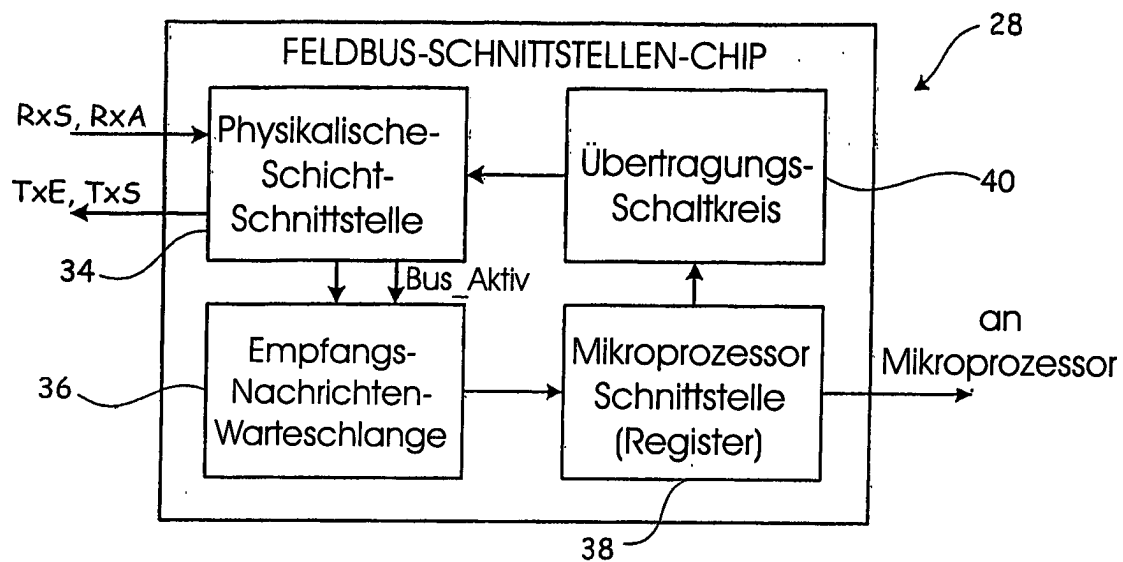 FELDBUS-SCHNITTSTELLEN-CHIP
28
RxS, RxA
TxE, TxS
34
Physikalische-
Schicht-
Schnittstelle
Übertragungs-
Schaltkreis
40
Bus_Aktiv
36
Empfangs-
Nachrichten-
Warteschlange
Mikroprozessor
Schnittstelle
(Register)
38
an
Mikroprozessor